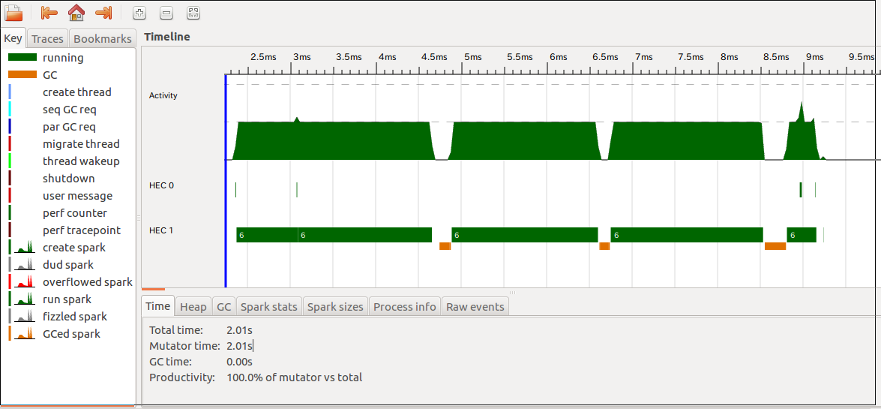 Key Traces Bookmarks
running
GC
create thread
seq GC req
par GC req
migrate thread
thread wakeup
shutdown
user message
perf counter
perf tracepoint
create spark
dud spark
overflowed spark
run spark
fizzled spark
GCed spark
Timeline
2.5ms 3ms 3.5ms 4ms 4.5ms 5ms 5.5ms 6ms 6.5ms 7ms 7.5ms 8ms 8.5ms 9ms 9.5ms
Activity
HEC 0
HEC 1
6 6 6 6 6
Time Heap GC Spark stats Spark sizes Process info Raw events
Total time: 2.01s
Mutator time: 2.01s
GC time: 0.00s
Productivity: 100.0% of mutator vs total